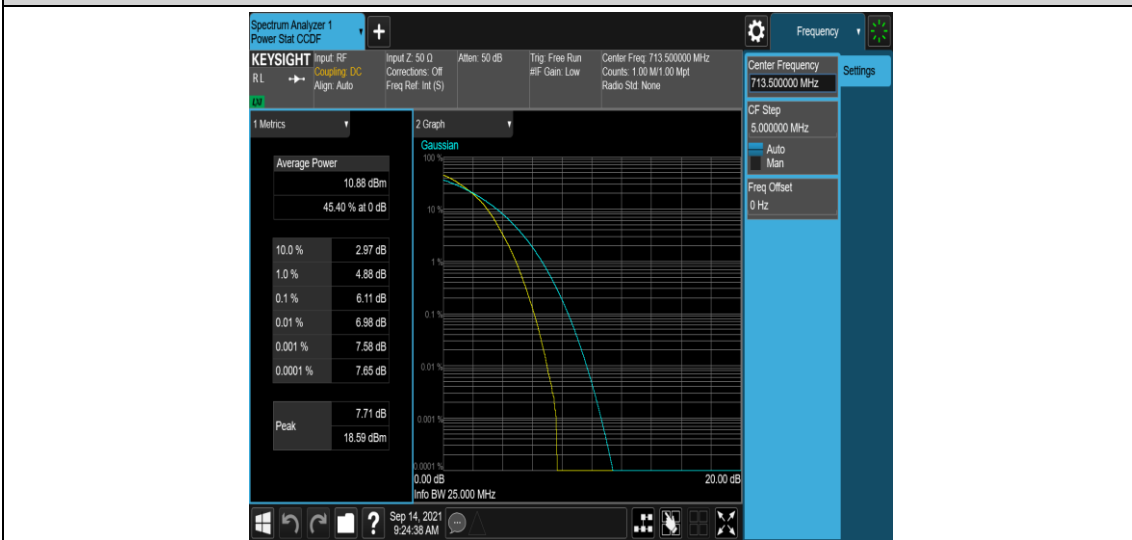 Spectrum Analyzer 1
Power Stat CCDF
Frequency
KEYSIGHT
RL
LXI
Input: RF
Coupling: DC
Align: Auto
Input Z: 50 Ω
Corrections: Off
Freq Ref: Int (S)
Atten: 50 dB
Trig: Free Run
#IF Gain: Low
Center Freq: 713.500000 MHz
Counts: 1.00 M/1.00 Mpt
Radio Std: None
Center Frequency
713.500000 MHz
Settings
CF Step
5.000000 MHz
Auto
Man
Freq Offset
0 Hz
1 Metrics
Average Power
10.88 dBm
45.40 % at 0 dB
10.0 % 2.97 dB
1.0 % 4.88 dB
0.1 % 6.11 dB
0.01 % 6.98 dB
0.001 % 7.58 dB
0.0001 % 7.65 dB
Peak 7.71 dB
18.59 dBm
2 Graph
Gaussian
100 %
10 %
1 %
0.1 %
0.01 %
0.001 %
0.0001 %
0.00 dB 20.00 dB
Info BW 25.000 MHz
Sep 14, 2021
9:24:38 AM